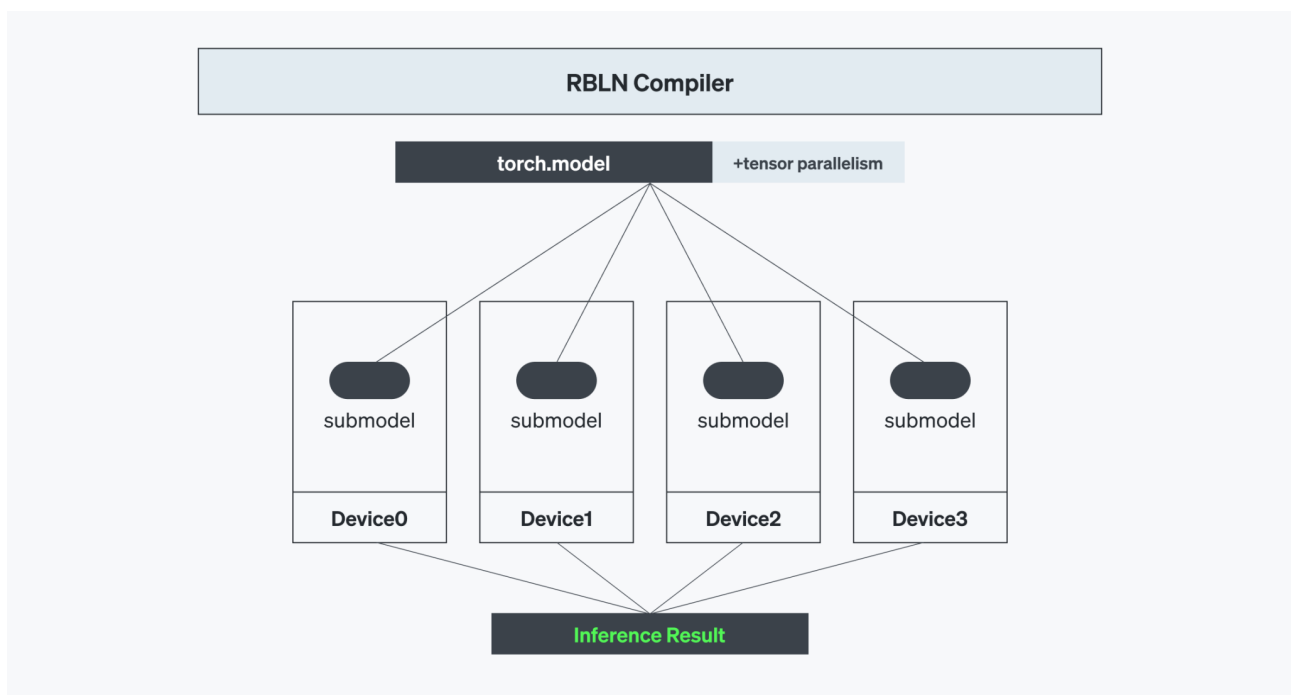 RBLN Compiler
torch.model
+tensor parallelism
submodel
submodel
submodel
submodel
Device0
Device1
Device2
Device3
Inference Result